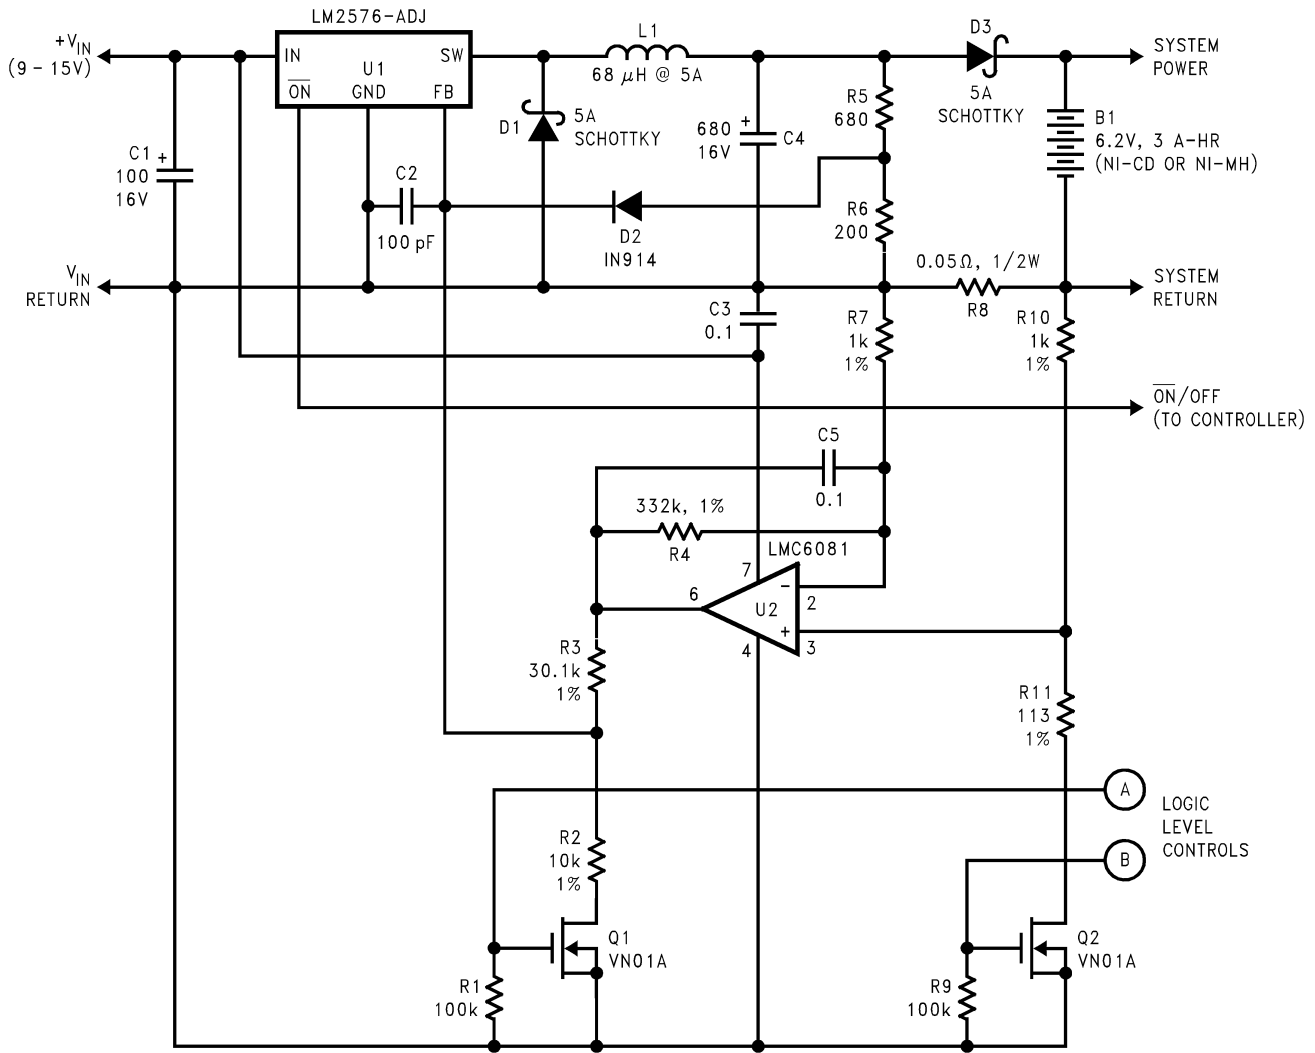 LM2576-ADJ
+VIN
(9 – 15V)
IN
U1
SW
ON
GND
FB
L1
68 μH @ 5A
D3
5A
SCHOTTKY
SYSTEM
POWER
D1
5A
SCHOTTKY
680
16V
+
C4
R5
680
B1
6.2V, 3 A-HR
(NI-CD OR NI-MH)
C1
100
16V
+
C2
100 pF
D2
IN914
R6
200
0.05Ω, 1/2W
R8
VIN
RETURN
SYSTEM
RETURN
C3
0.1
R7
1k
1%
R10
1k
1%
ON/OFF
(TO CONTROLLER)
C5
0.1
332k, 1%
R4
LMC6081
7
6
U2
–
2
+
3
4
R3
30.1k
1%
R11
113
1%
A
B
LOGIC
LEVEL
CONTROLS
R2
10k
1%
Q1
VN01A
Q2
VN01A
R1
100k
R9
100k